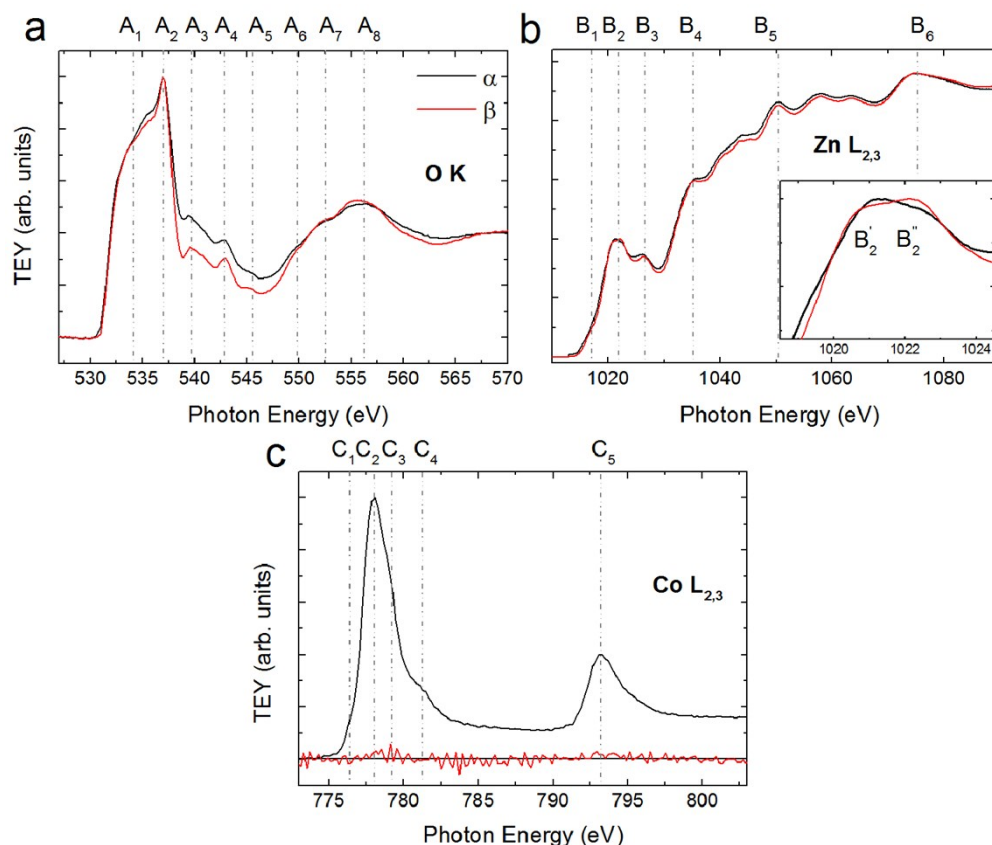 a
A₁ A₂ A₃ A₄ A₅ A₆ A₇ A₈
α
β
O K
TEY (arb. units)
530 535 540 545 550 555 560 565 570
Photon Energy (eV)
b
B₁ B₂ B₃ B₄ B₅ B₆
Zn L₂,₃
B₂' B₂''
1020 1022 1024
1020 1040 1060 1080
Photon Energy (eV)
c
C₁ C₂ C₃ C₄ C₅
Co L₂,₃
TEY (arb. units)
775 780 785 790 795 800
Photon Energy (eV)